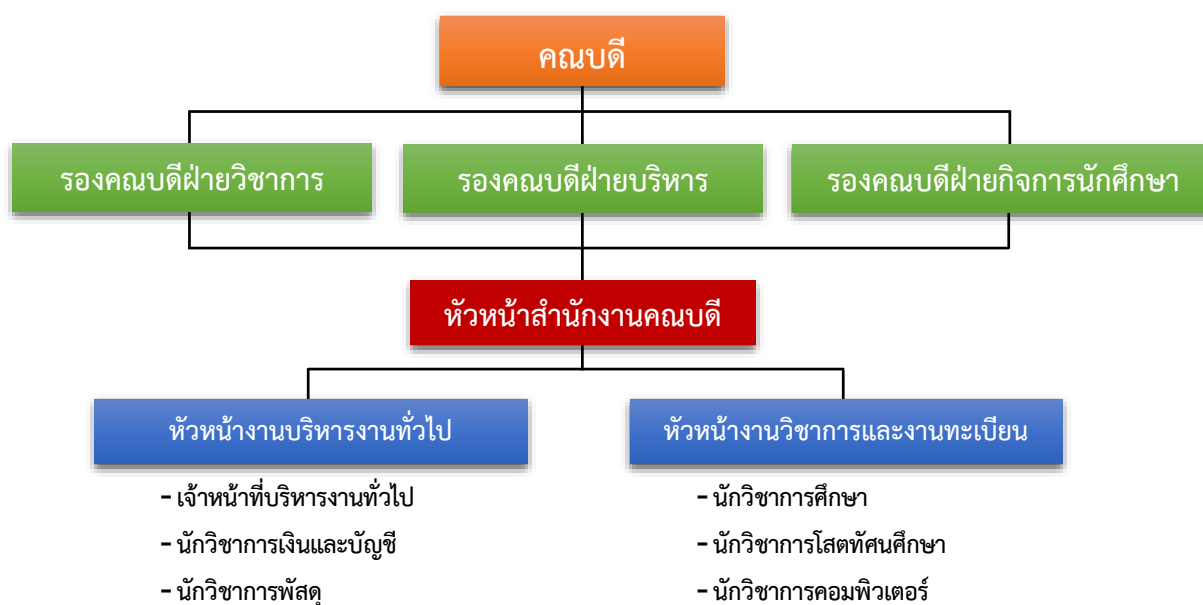 คณบดี
รองคณบดีฝ่ายวิชาการ
รองคณบดีฝ่ายบริหาร
รองคณบดีฝ่ายกิจการนักศึกษา
หัวหน้าสำนักงานคณบดี
หัวหน้างานบริหารงานทั่วไป
- เจ้าหน้าที่บริหารงานทั่วไป
- นักวิชาการเงินและบัญชี
- นักวิชาการพัสดุ
หัวหน้างานวิชาการและงานทะเบียน
- นักวิชาการศึกษา
- นักวิชาการโสตทัศนศึกษา
- นักวิชาการคอมพิวเตอร์